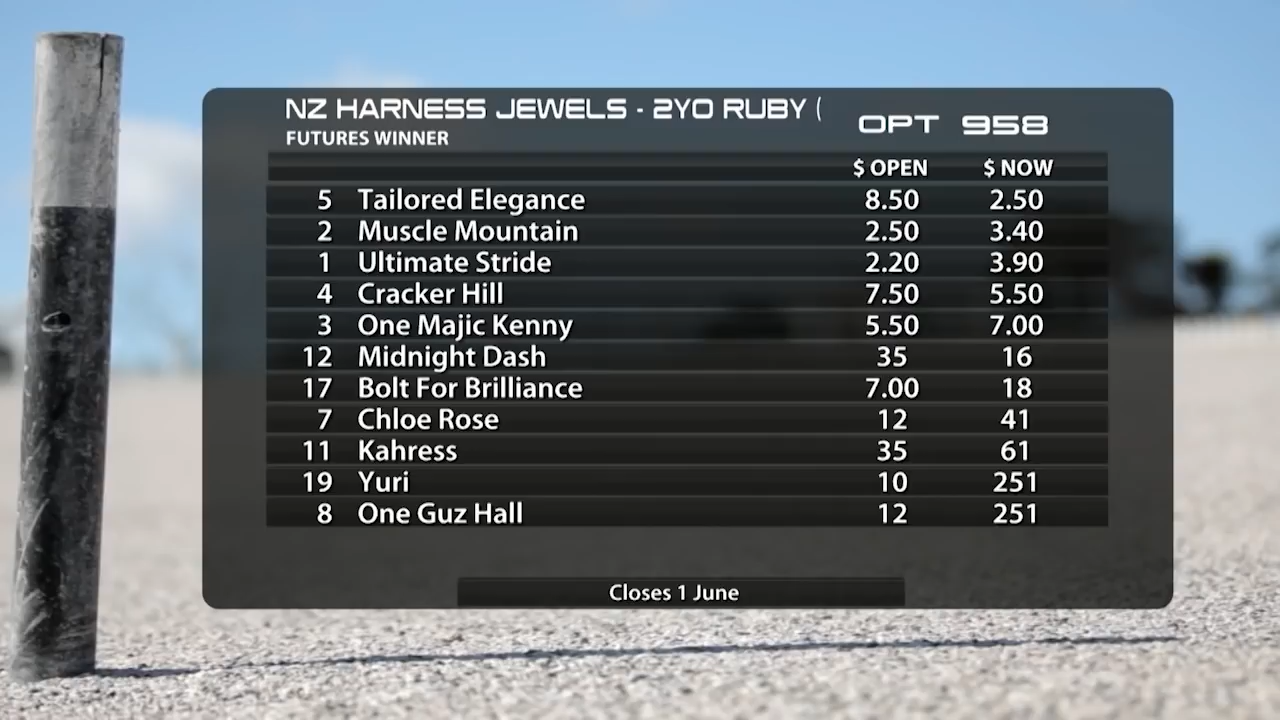 NZ HARNESS JEWELS - 2YO RUBY (
OPT 958
FUTURES WINNER
$ OPEN $ NOW
5 Tailored Elegance 8.50 2.50
2 Muscle Mountain 2.50 3.40
1 Ultimate Stride 2.20 3.90
4 Cracker Hill 7.50 5.50
3 One Majic Kenny 5.50 7.00
12 Midnight Dash 35 16
17 Bolt For Brilliance 7.00 18
7 Chloe Rose 12 41
11 Kahress 35 61
19 Yuri 10 251
8 One Guz Hall 12 251
Closes 1 June